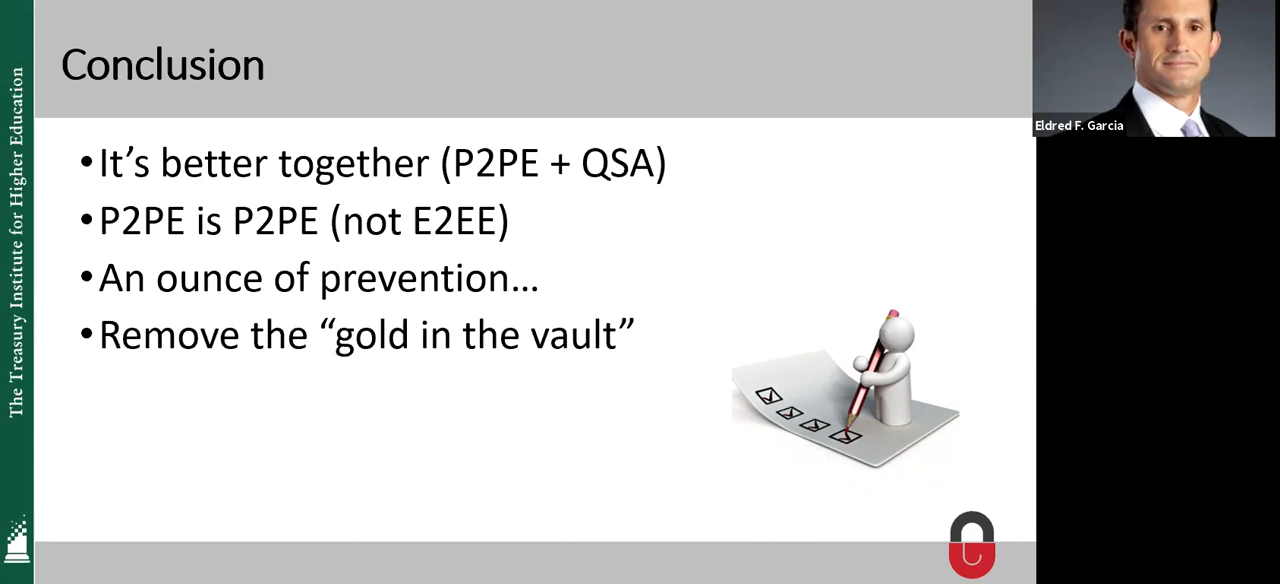 The Treasury Institute for Higher Education
Conclusion
•It’s better together (P2PE + QSA)
•P2PE is P2PE (not E2EE)
•An ounce of prevention…
•Remove the “gold in the vault”
Eldred F. Garcia